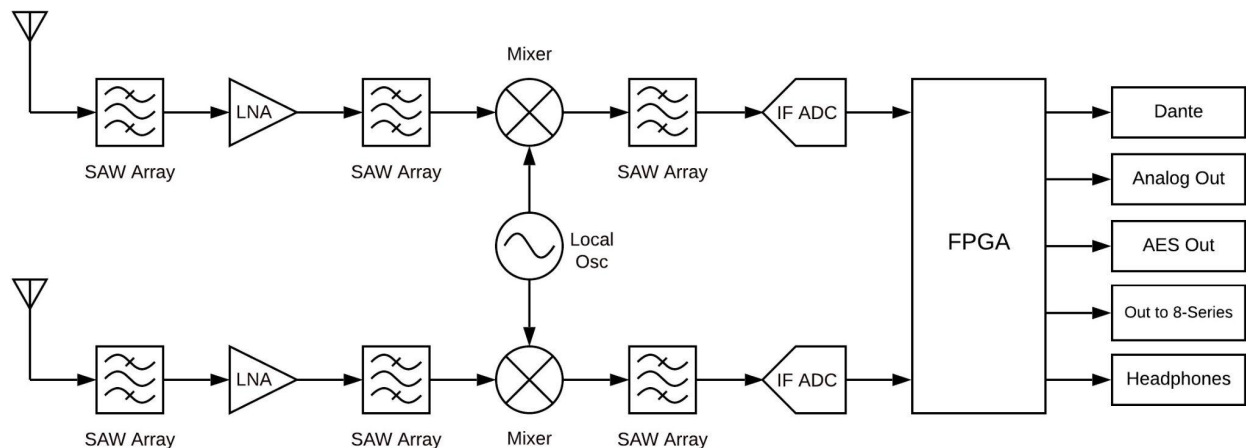 Mixer
LNA
IF ADC
SAW Array
SAW Array
SAW Array
Dante
Analog Out
Local
Osc
FPGA
AES Out
Out to 8-Series
LNA
IF ADC
Headphones
SAW Array
SAW Array
Mixer
SAW Array